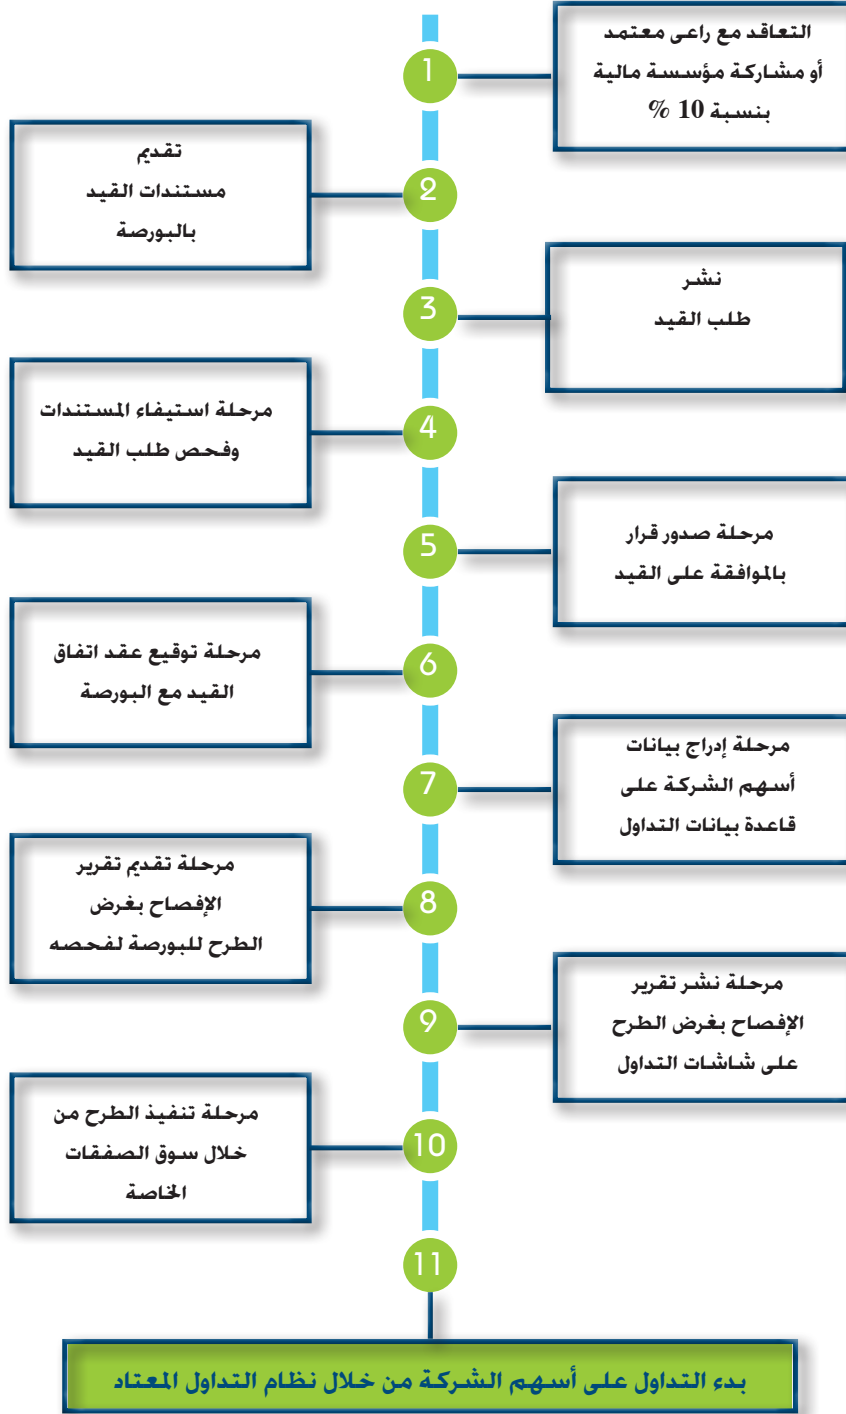 1
التعاقد مع راعى معتمد
أو مشاركة مؤسسة مالية
بنسبة 10 %
2
تقديم
مستندات القيد
بالبورصة
3
نشر
طلب القيد
4
مرحلة استيفاء المستندات
وفحص طلب القيد
5
مرحلة صدور قرار
بالموافقة على القيد
6
مرحلة توقيع عقد اتفاق
القيد مع البورصة
7
مرحلة إدراج بيانات
أسهم الشركة على
قاعدة بيانات التداول
8
مرحلة تقديم تقرير
الإفصاح بغرض
الطرح للبورصة لفحصه
9
مرحلة نشر تقرير
الإفصاح بغرض الطرح
على شاشات التداول
10
مرحلة تنفيذ الطرح من
خلال سوق الصفقات
الخاصة
11
بدء التداول على أسهم الشركة من خلال نظام التداول المعتاد